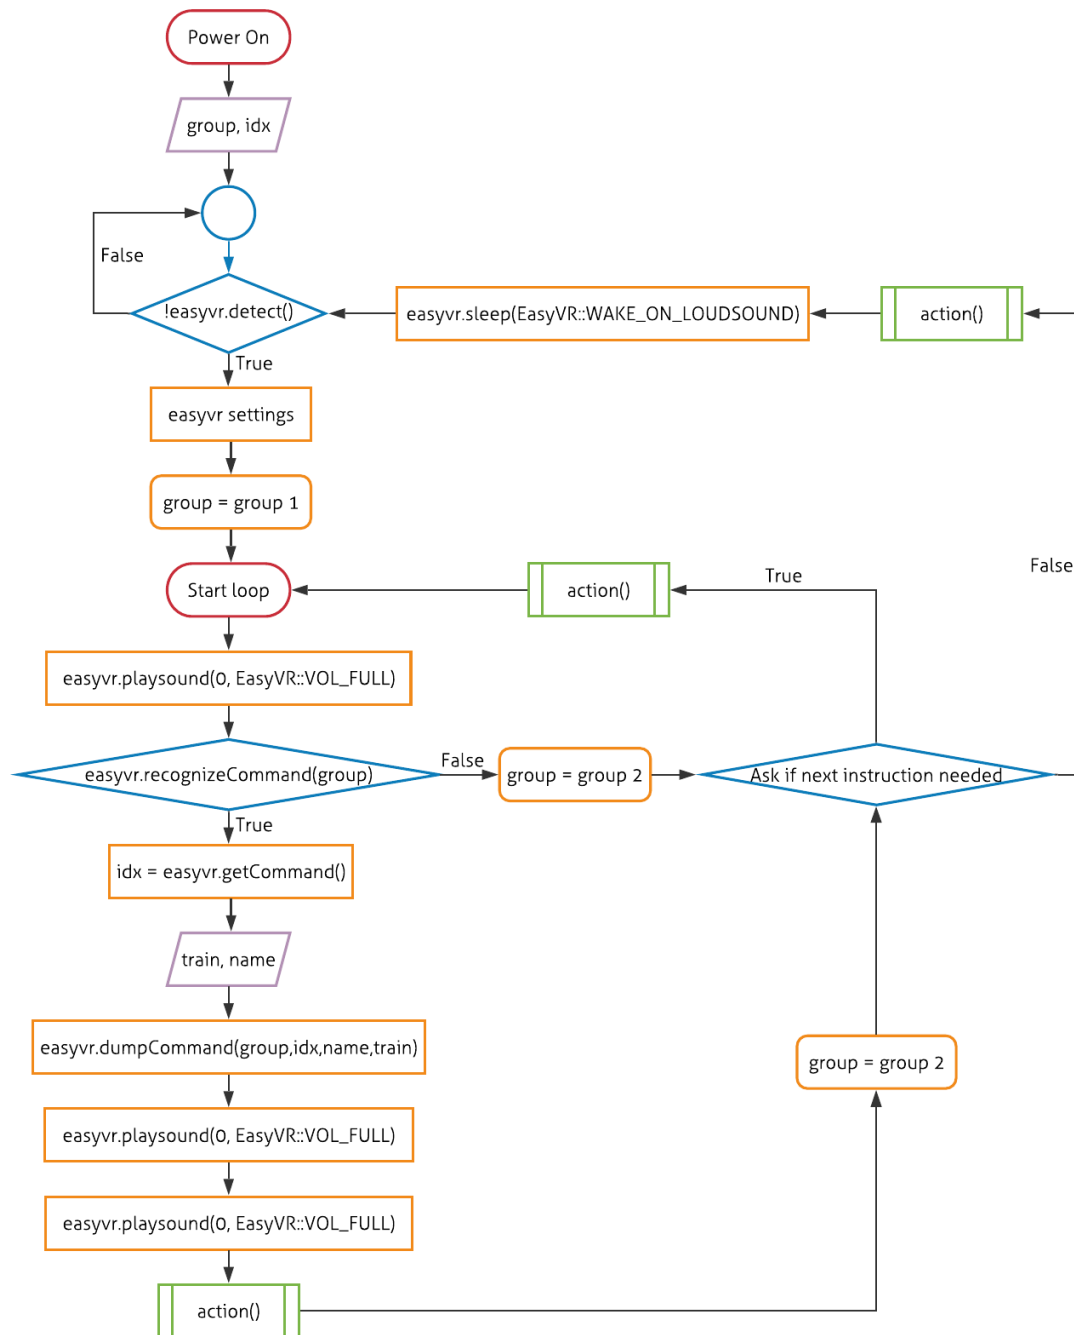 Power On
group, idx
False
!easyvr.detect()
easyvr.sleep(EasyVR::WAKE_ON_LOUDSOUND)
action()
True
easyvr settings
group = group 1
Start loop
action()
True
False
easyvr.playsound(0, EasyVR::VOL_FULL)
easyvr.recognizeCommand(group)
False
group = group 2
Ask if next instruction needed
True
idx = easyvr.getCommand()
train, name
easyvr.dumpCommand(group,idx,name,train)
group = group 2
easyvr.playsound(0, EasyVR::VOL_FULL)
easyvr.playsound(0, EasyVR::VOL_FULL)
action()